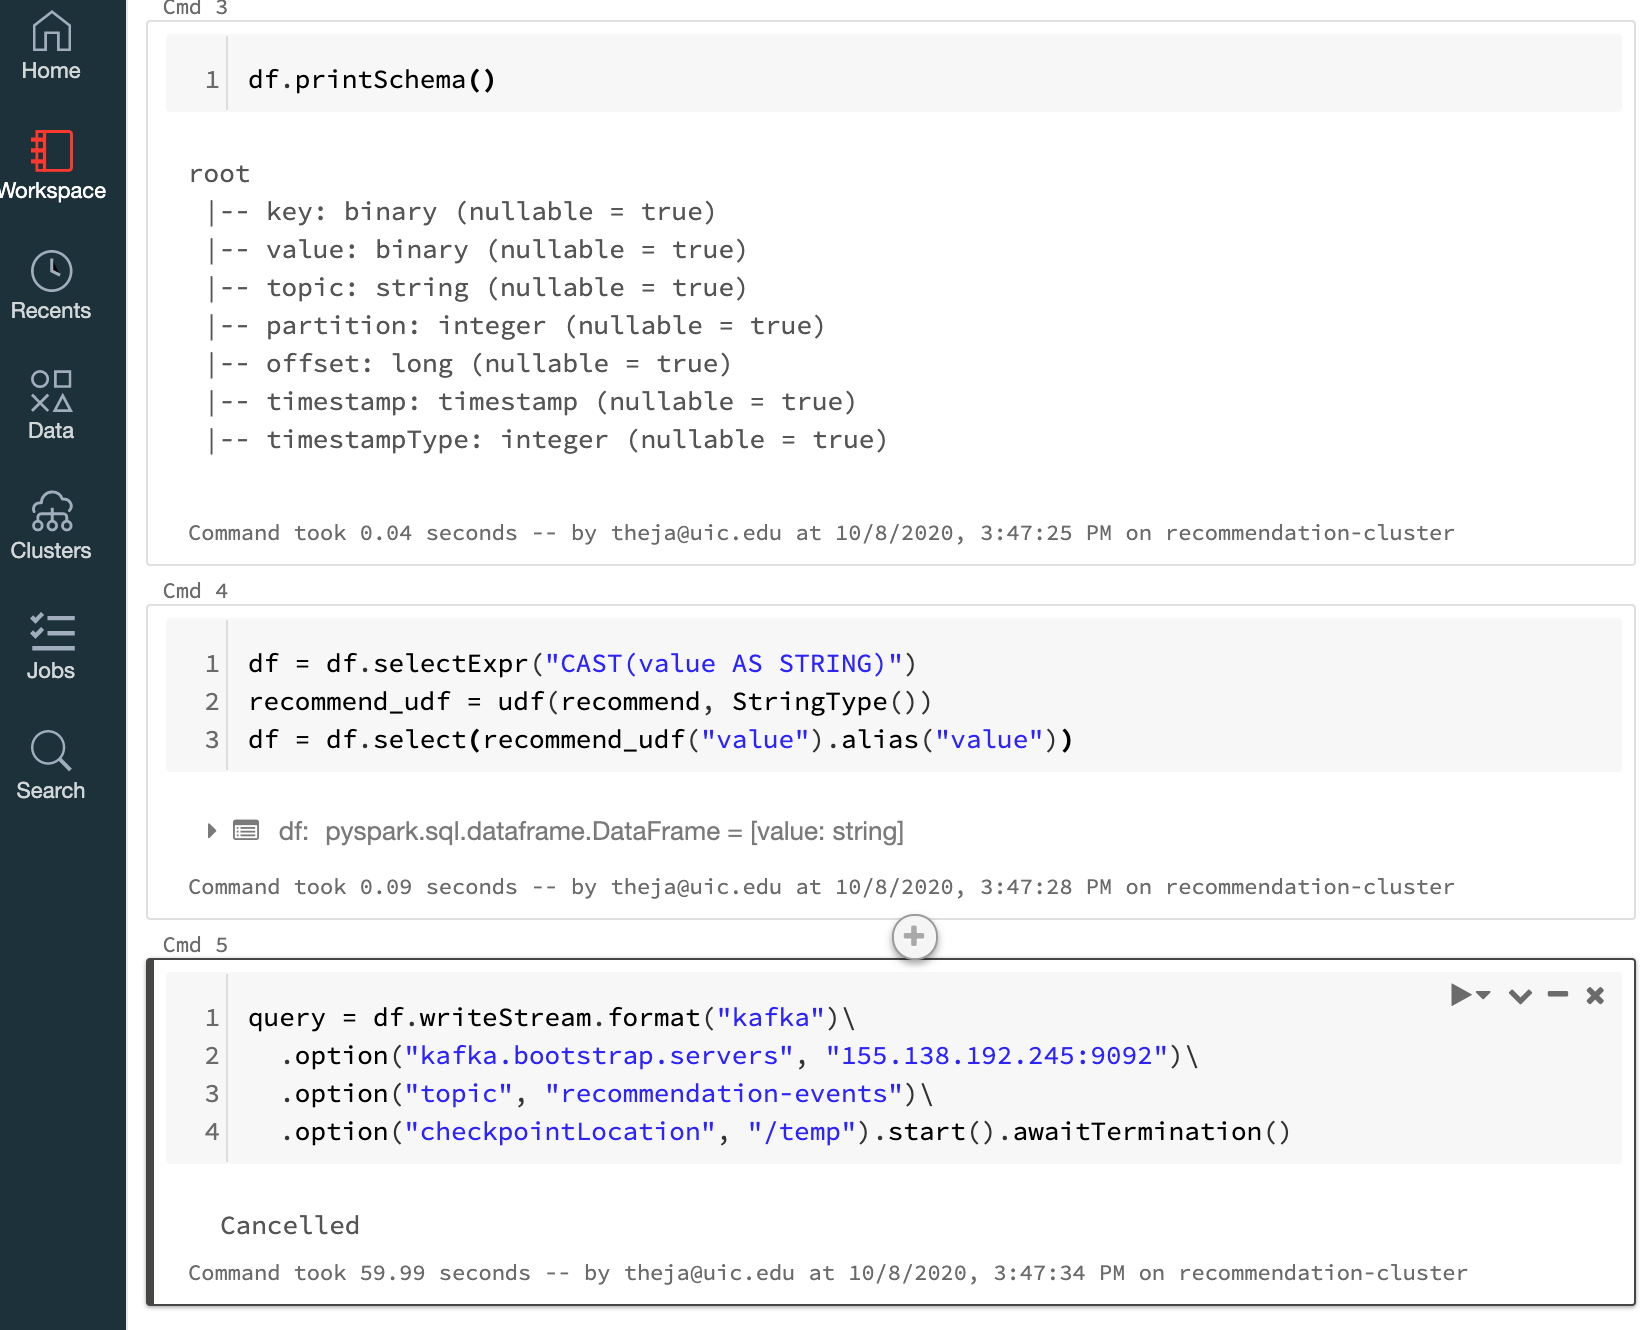 Home
Workspace
Recents
Data
Clusters
Jobs
Search
Cmd 3
1 df.printSchema()
root
 |-- key: binary (nullable = true)
 |-- value: binary (nullable = true)
 |-- topic: string (nullable = true)
 |-- partition: integer (nullable = true)
 |-- offset: long (nullable = true)
 |-- timestamp: timestamp (nullable = true)
 |-- timestampType: integer (nullable = true)
Command took 0.04 seconds -- by theja@uic.edu at 10/8/2020, 3:47:25 PM on recommendation-cluster
Cmd 4
1 df = df.selectExpr("CAST(value AS STRING)")
2 recommend_udf = udf(recommend, StringType())
3 df = df.select(recommend_udf("value").alias("value"))
df: pyspark.sql.dataframe.DataFrame = [value: string]
Command took 0.09 seconds -- by theja@uic.edu at 10/8/2020, 3:47:28 PM on recommendation-cluster
Cmd 5
1 query = df.writeStream.format("kafka")\
2   .option("kafka.bootstrap.servers", "155.138.192.245:9092")\
3   .option("topic", "recommendation-events")\
4   .option("checkpointLocation", "/temp").start().awaitTermination()
Cancelled
Command took 59.99 seconds -- by theja@uic.edu at 10/8/2020, 3:47:34 PM on recommendation-cluster